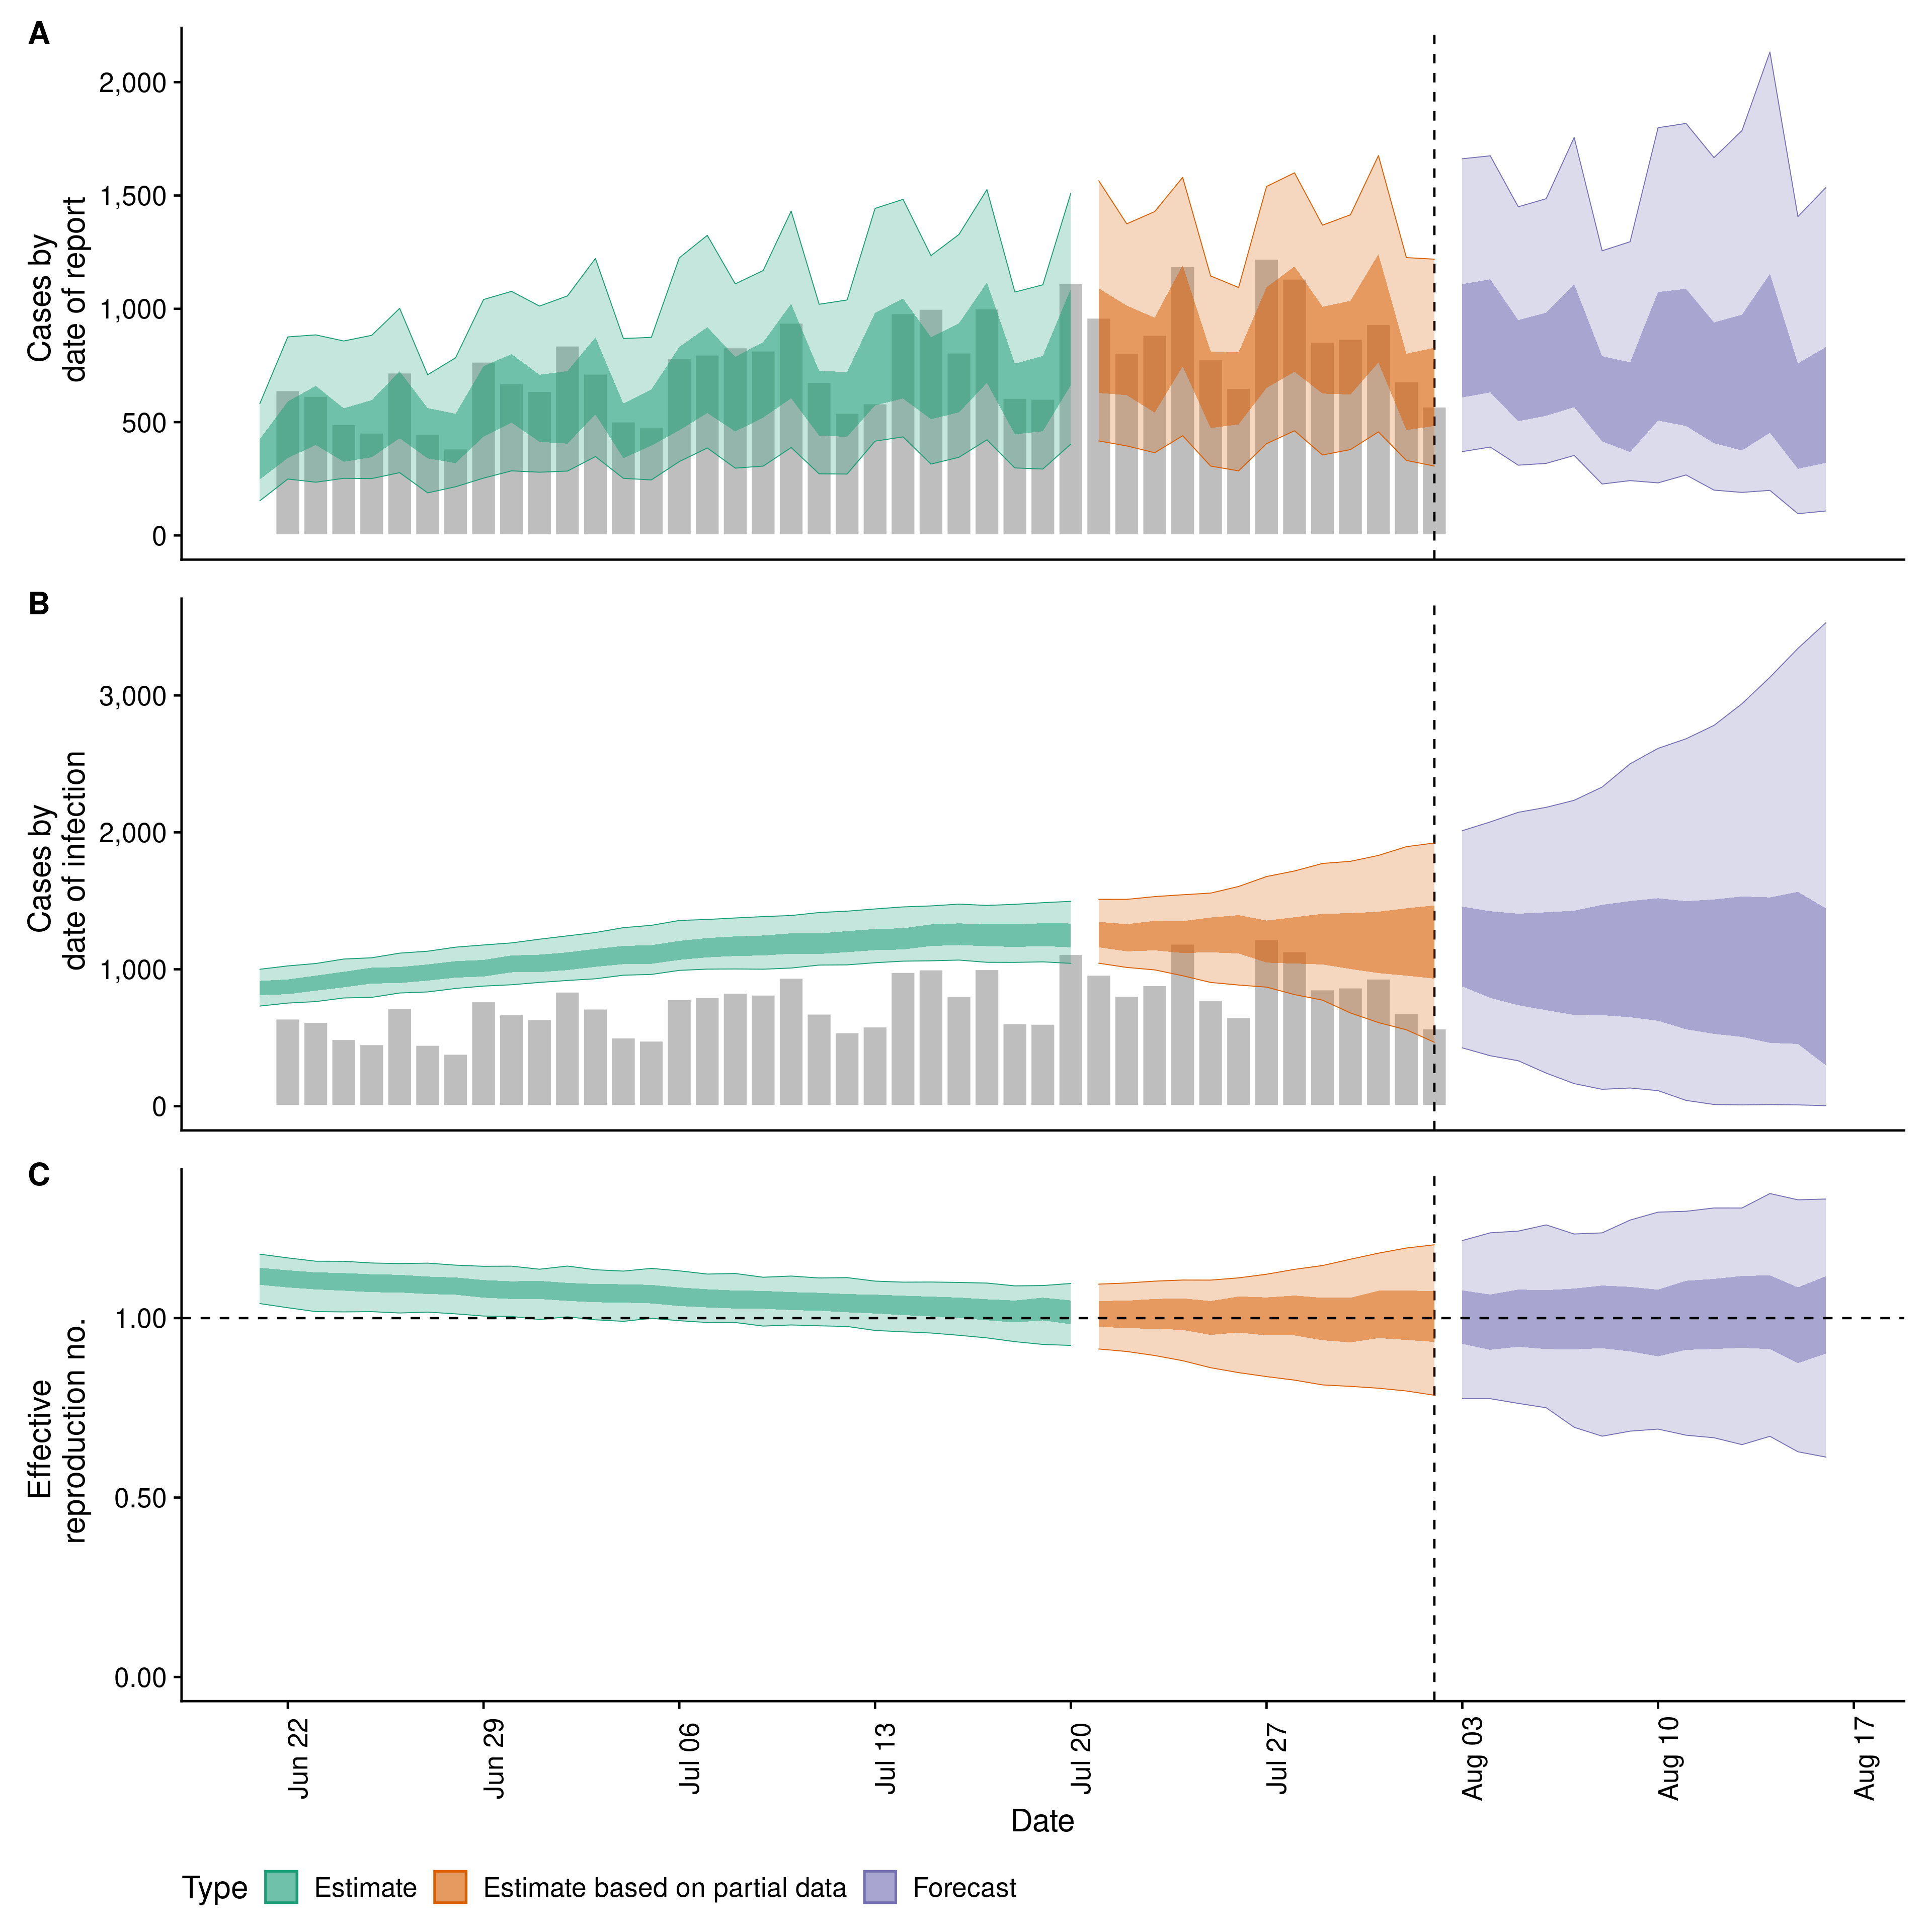 A
Cases by
date of report
2,000
1,500
1,000
500
0
B
Cases by
date of infection
3,000
2,000
1,000
0
C
Effective
reproduction no.
1.00
0.50
0.00
Jun 22
Jun 29
Jul 06
Jul 13
Jul 20
Jul 27
Aug 03
Aug 10
Aug 17
Date
Type Estimate Estimate based on partial data Forecast